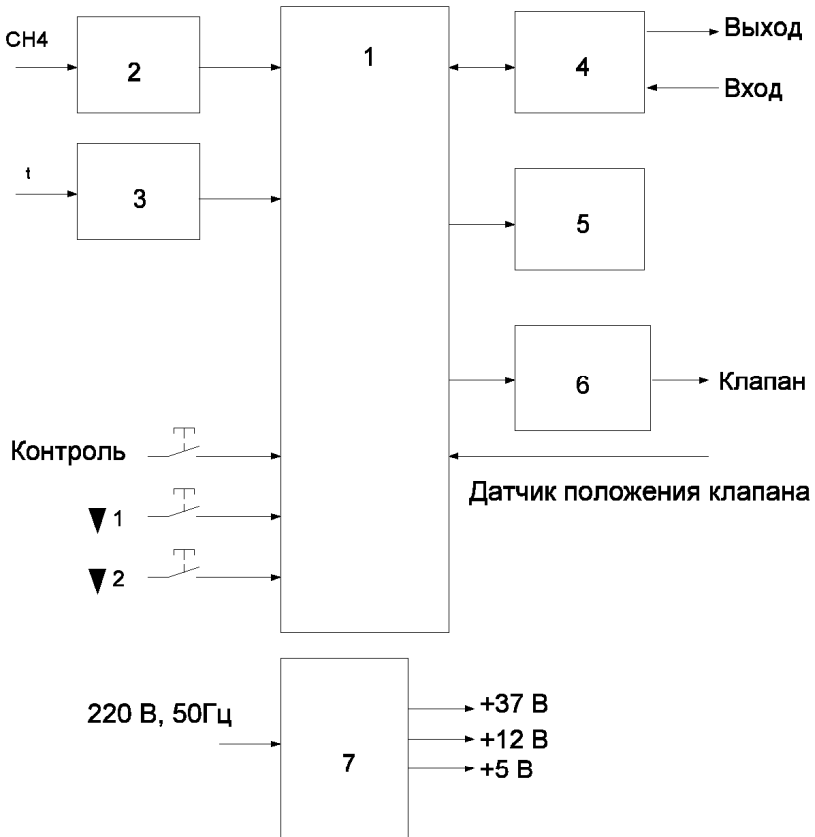 CH4
2
1
4
Выход
Вход
t
3
5
6
Клапан
Контроль
Датчик положения клапана
1
2
220 В, 50Гц
7
+37 В
+12 В
+5 В